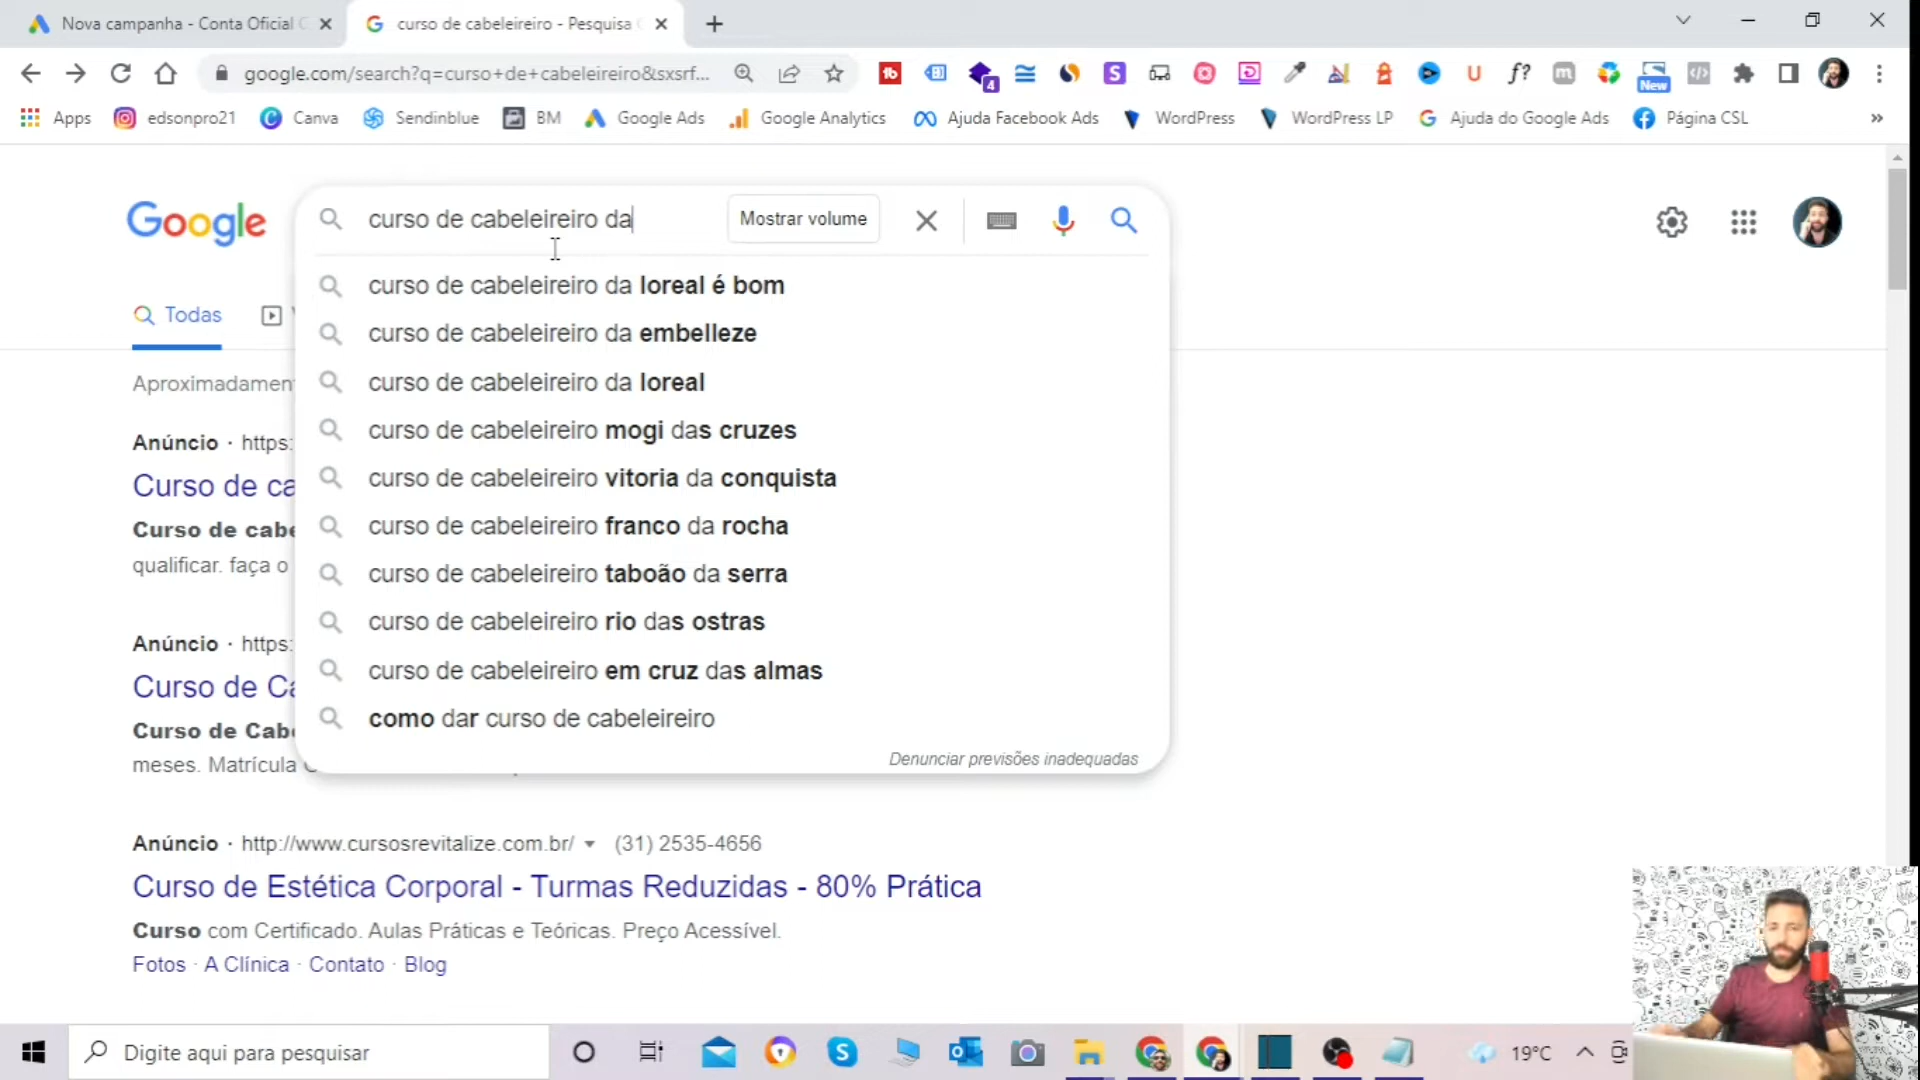 Nova campanha - Conta Oficial
curso de cabeleireiro - Pesquisa
google.com/search?q=curso+de+cabeleireiro&sxsrf...
4
New
Apps
edsonpro21
Canva
Sendinblue
BM
Google Ads
Google Analytics
Ajuda Facebook Ads
WordPress
WordPress LP
Ajuda do Google Ads
Página CSL
Google
curso de cabeleireiro da
Mostrar volume
Todas
curso de cabeleireiro da loreal é bom
curso de cabeleireiro da embelleze
curso de cabeleireiro da loreal
curso de cabeleireiro mogi das cruzes
curso de cabeleireiro vitoria da conquista
curso de cabeleireiro franco da rocha
curso de cabeleireiro taboão da serra
curso de cabeleireiro rio das ostras
curso de cabeleireiro em cruz das almas
como dar curso de cabeleireiro
Denunciar previsões inadequadas
Aproximadamen
Anúncio · https:
Curso de ca
Curso de cabe
qualificar. faça o
Anúncio · https:
Curso de Ca
Curso de Cab
meses. Matrícula
Anúncio · http://www.cursosrevitalize.com.br/ (31) 2535-4656
Curso de Estética Corporal - Turmas Reduzidas - 80% Prática
Curso com Certificado. Aulas Práticas e Teóricas. Preço Acessível.
Fotos · A Clínica · Contato · Blog
Digite aqui para pesquisar
19°C